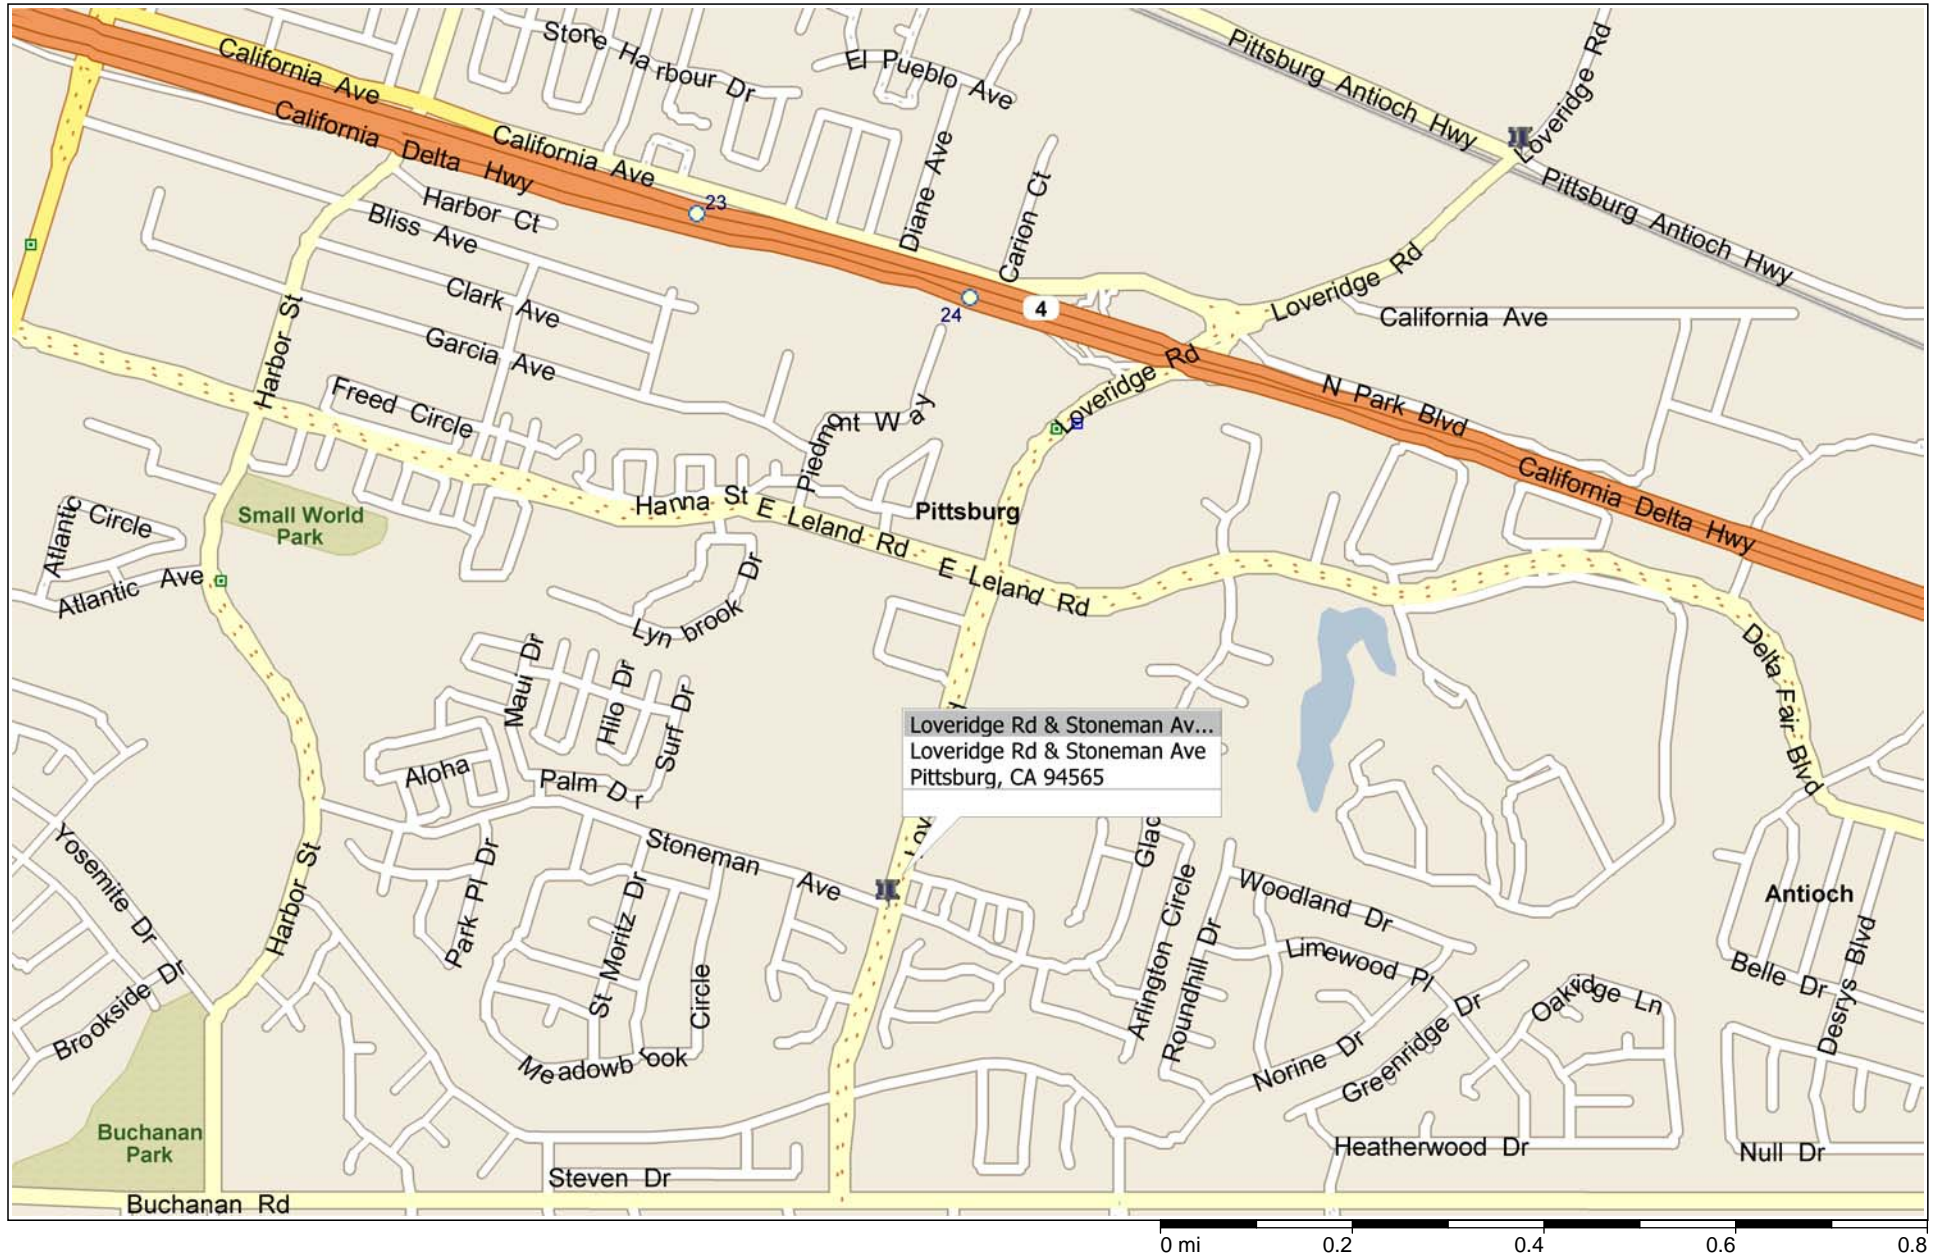 Stone Harbour Dr
El Pueblo Ave
Pittsburg Antioch Hwy
Loveridge Rd
California Ave
California Delta Hwy
California Ave
Diane Ave
Carion Ct
Pittsburg Antioch Hwy
Harbor Ct
Bliss Ave
23
24
4
Loveridge Rd
California Ave
Clark Ave
Garcia Ave
Harbor St
Freed Circle
Piedmont Way
Loveridge Rd
N Park Blvd
California Delta Hwy
Hanna St
E Leland Rd
Pittsburg
E Leland Rd
Small World
Park
Atlantic Circle
Atlantic Ave
Lynbrook Dr
Maui Dr
Hilo Dr
Surf Dr
Delta Fair Blvd
Loveridge Rd & Stoneman Av...
Loveridge Rd & Stoneman Ave
Pittsburg, CA 94565
Aloha
Palm Dr
Stoneman Ave
Yosemite Dr
Harbor St
Park Pl Dr
St Moritz Dr
Circle
Meadowbrook
Brookside Dr
Arlington Circle
Roundhill Dr
Woodland Dr
Limewood Pl
Norine Dr
Greenridge Dr
Oakridge Ln
Antioch
Belle Dr
Desrys Blvd
Buchanan
Park
Heatherwood Dr
Null Dr
Steven Dr
Buchanan Rd
0 mi 0.2 0.4 0.6 0.8